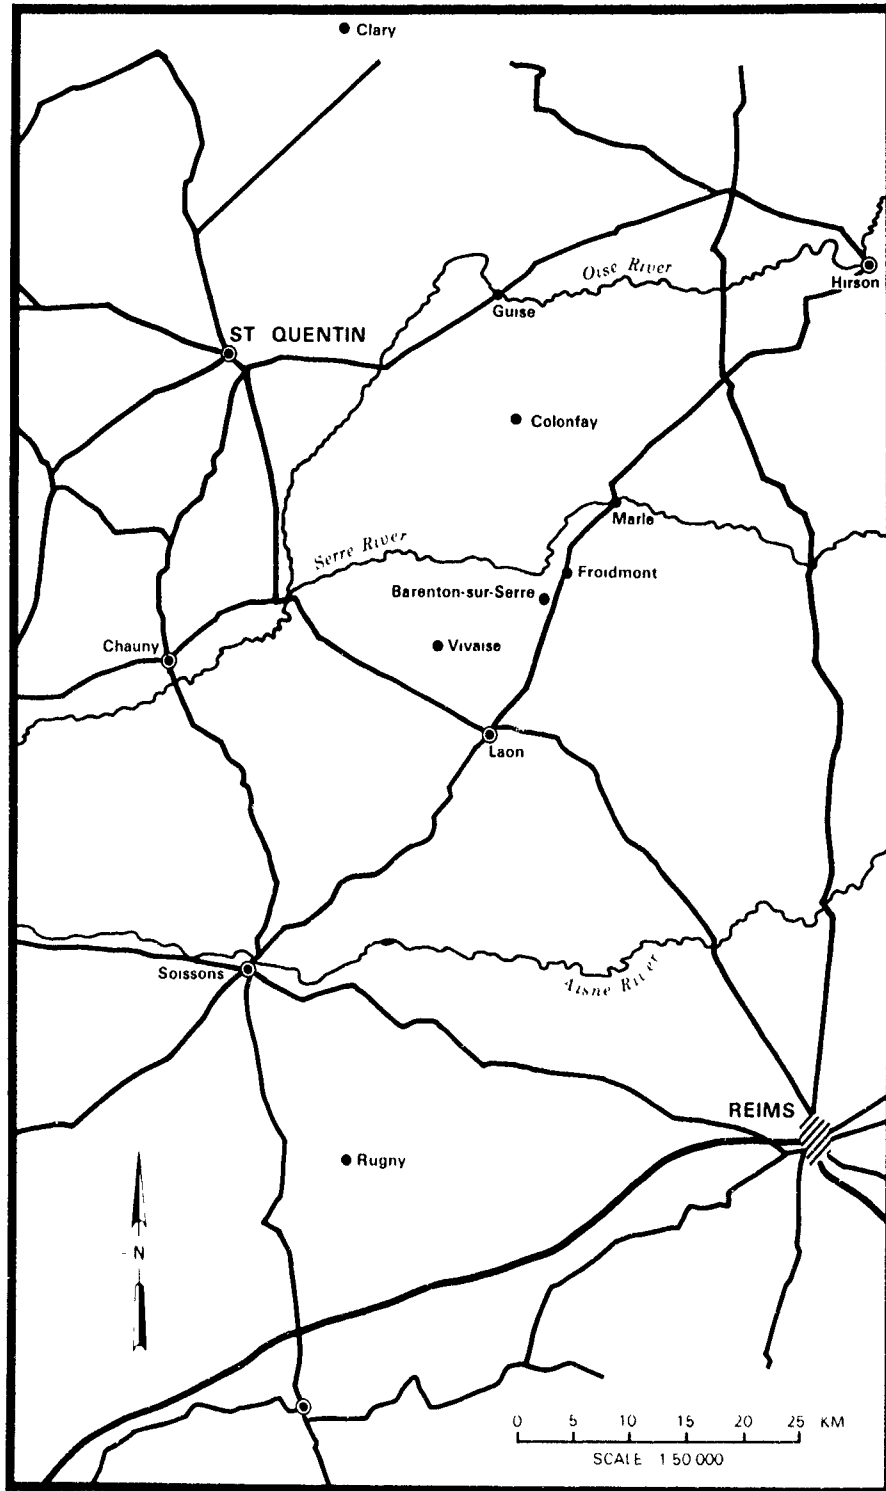 Clary
Oise River
Hirson
Guise
ST QUENTIN
Colonfay
Marle
Serre River
Froidmont
Barenton-sur-Serre
Vivaise
Chauny
Laon
Soissons
Aisne River
REIMS
Rugny
N
0 5 10 15 20 25 KM
SCALE 1 50 000